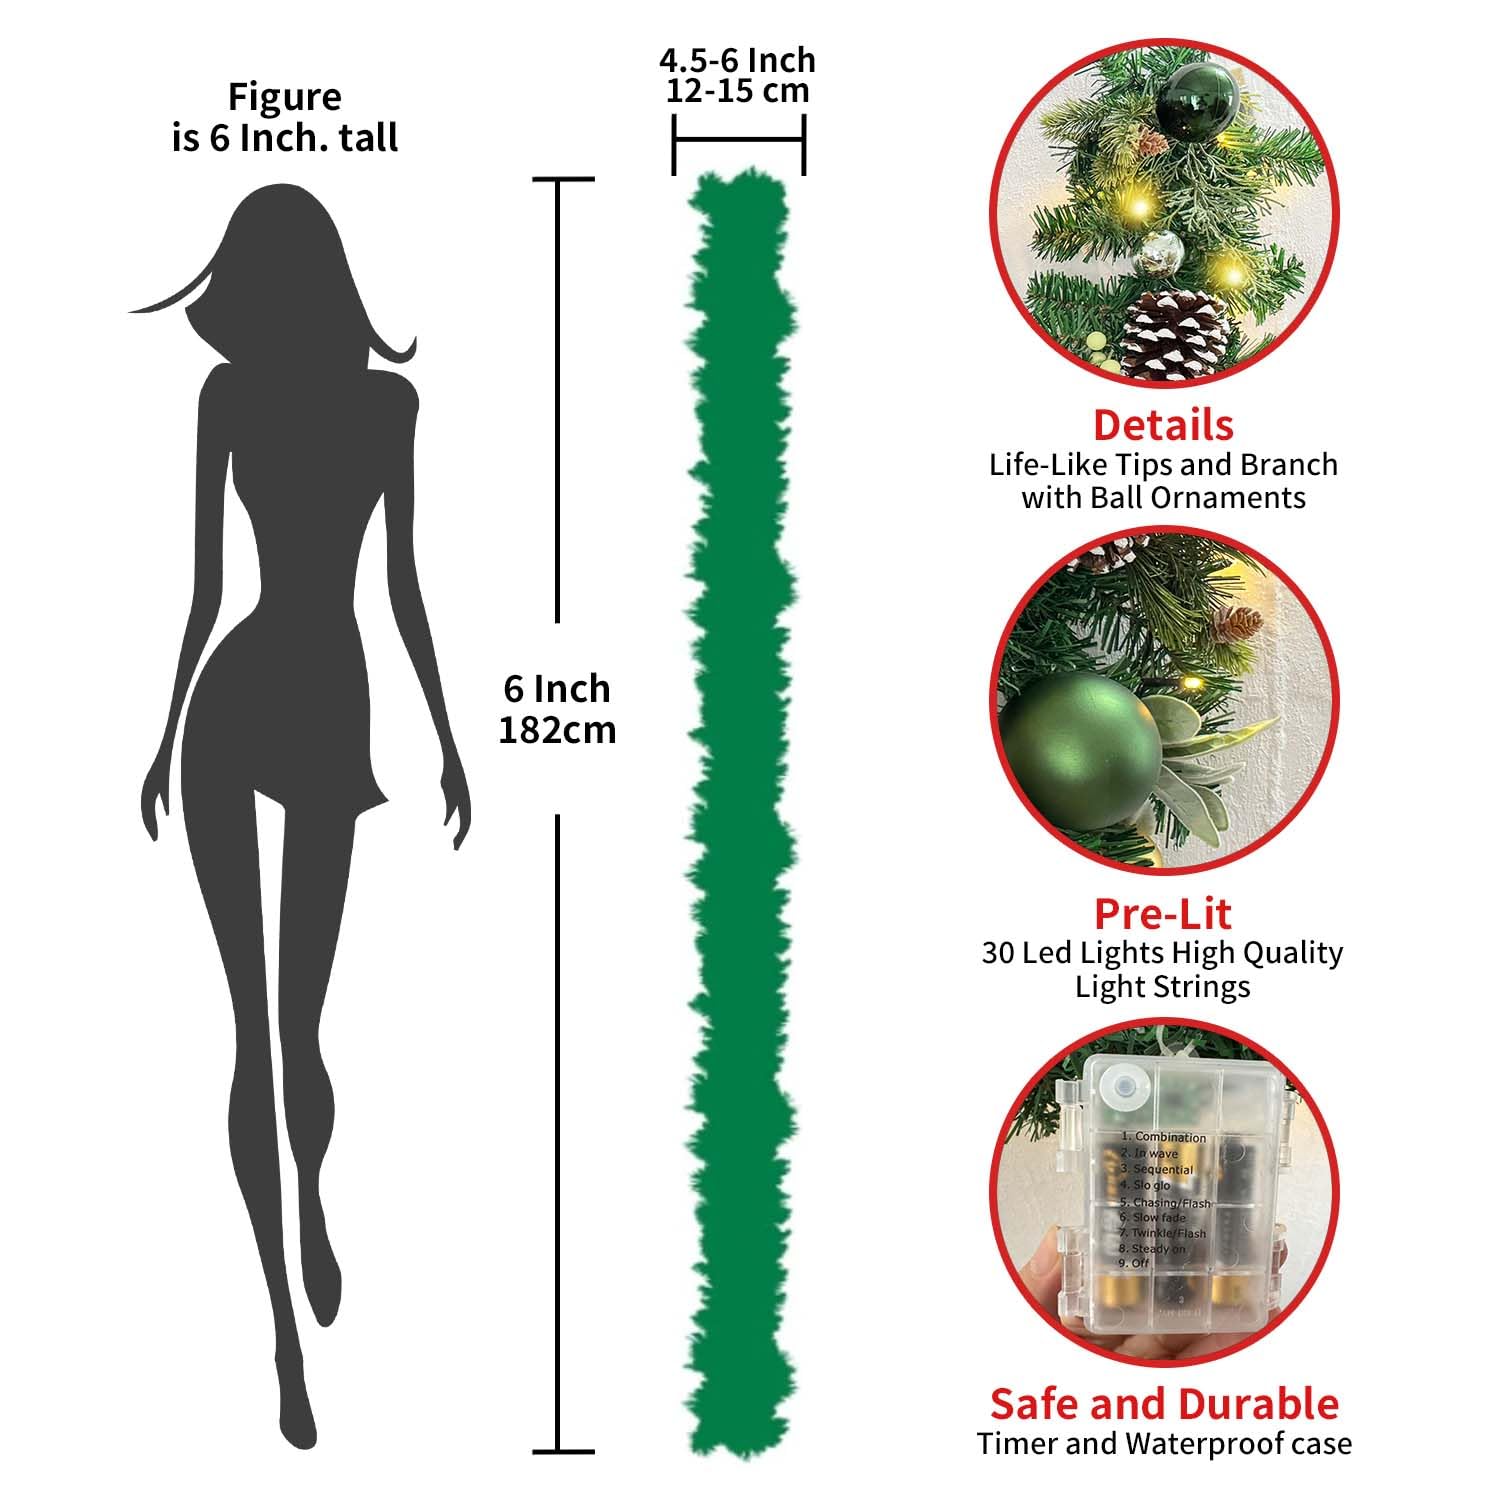 Figure
is 6 Inch. tall
4.5-6 Inch
12-15 cm
6 Inch
182cm
Details
Life-Like Tips and Branch
with Ball Ornaments
Pre-Lit
30 Led Lights High Quality
Light Strings
1. Combination
2. In wave
3. Sequential
4. Slo glo
5. Chasing/Flash
6. Slow fade
7. Twinkle/Flash
8. Steady on
9. Off
Safe and Durable
Timer and Waterproof case